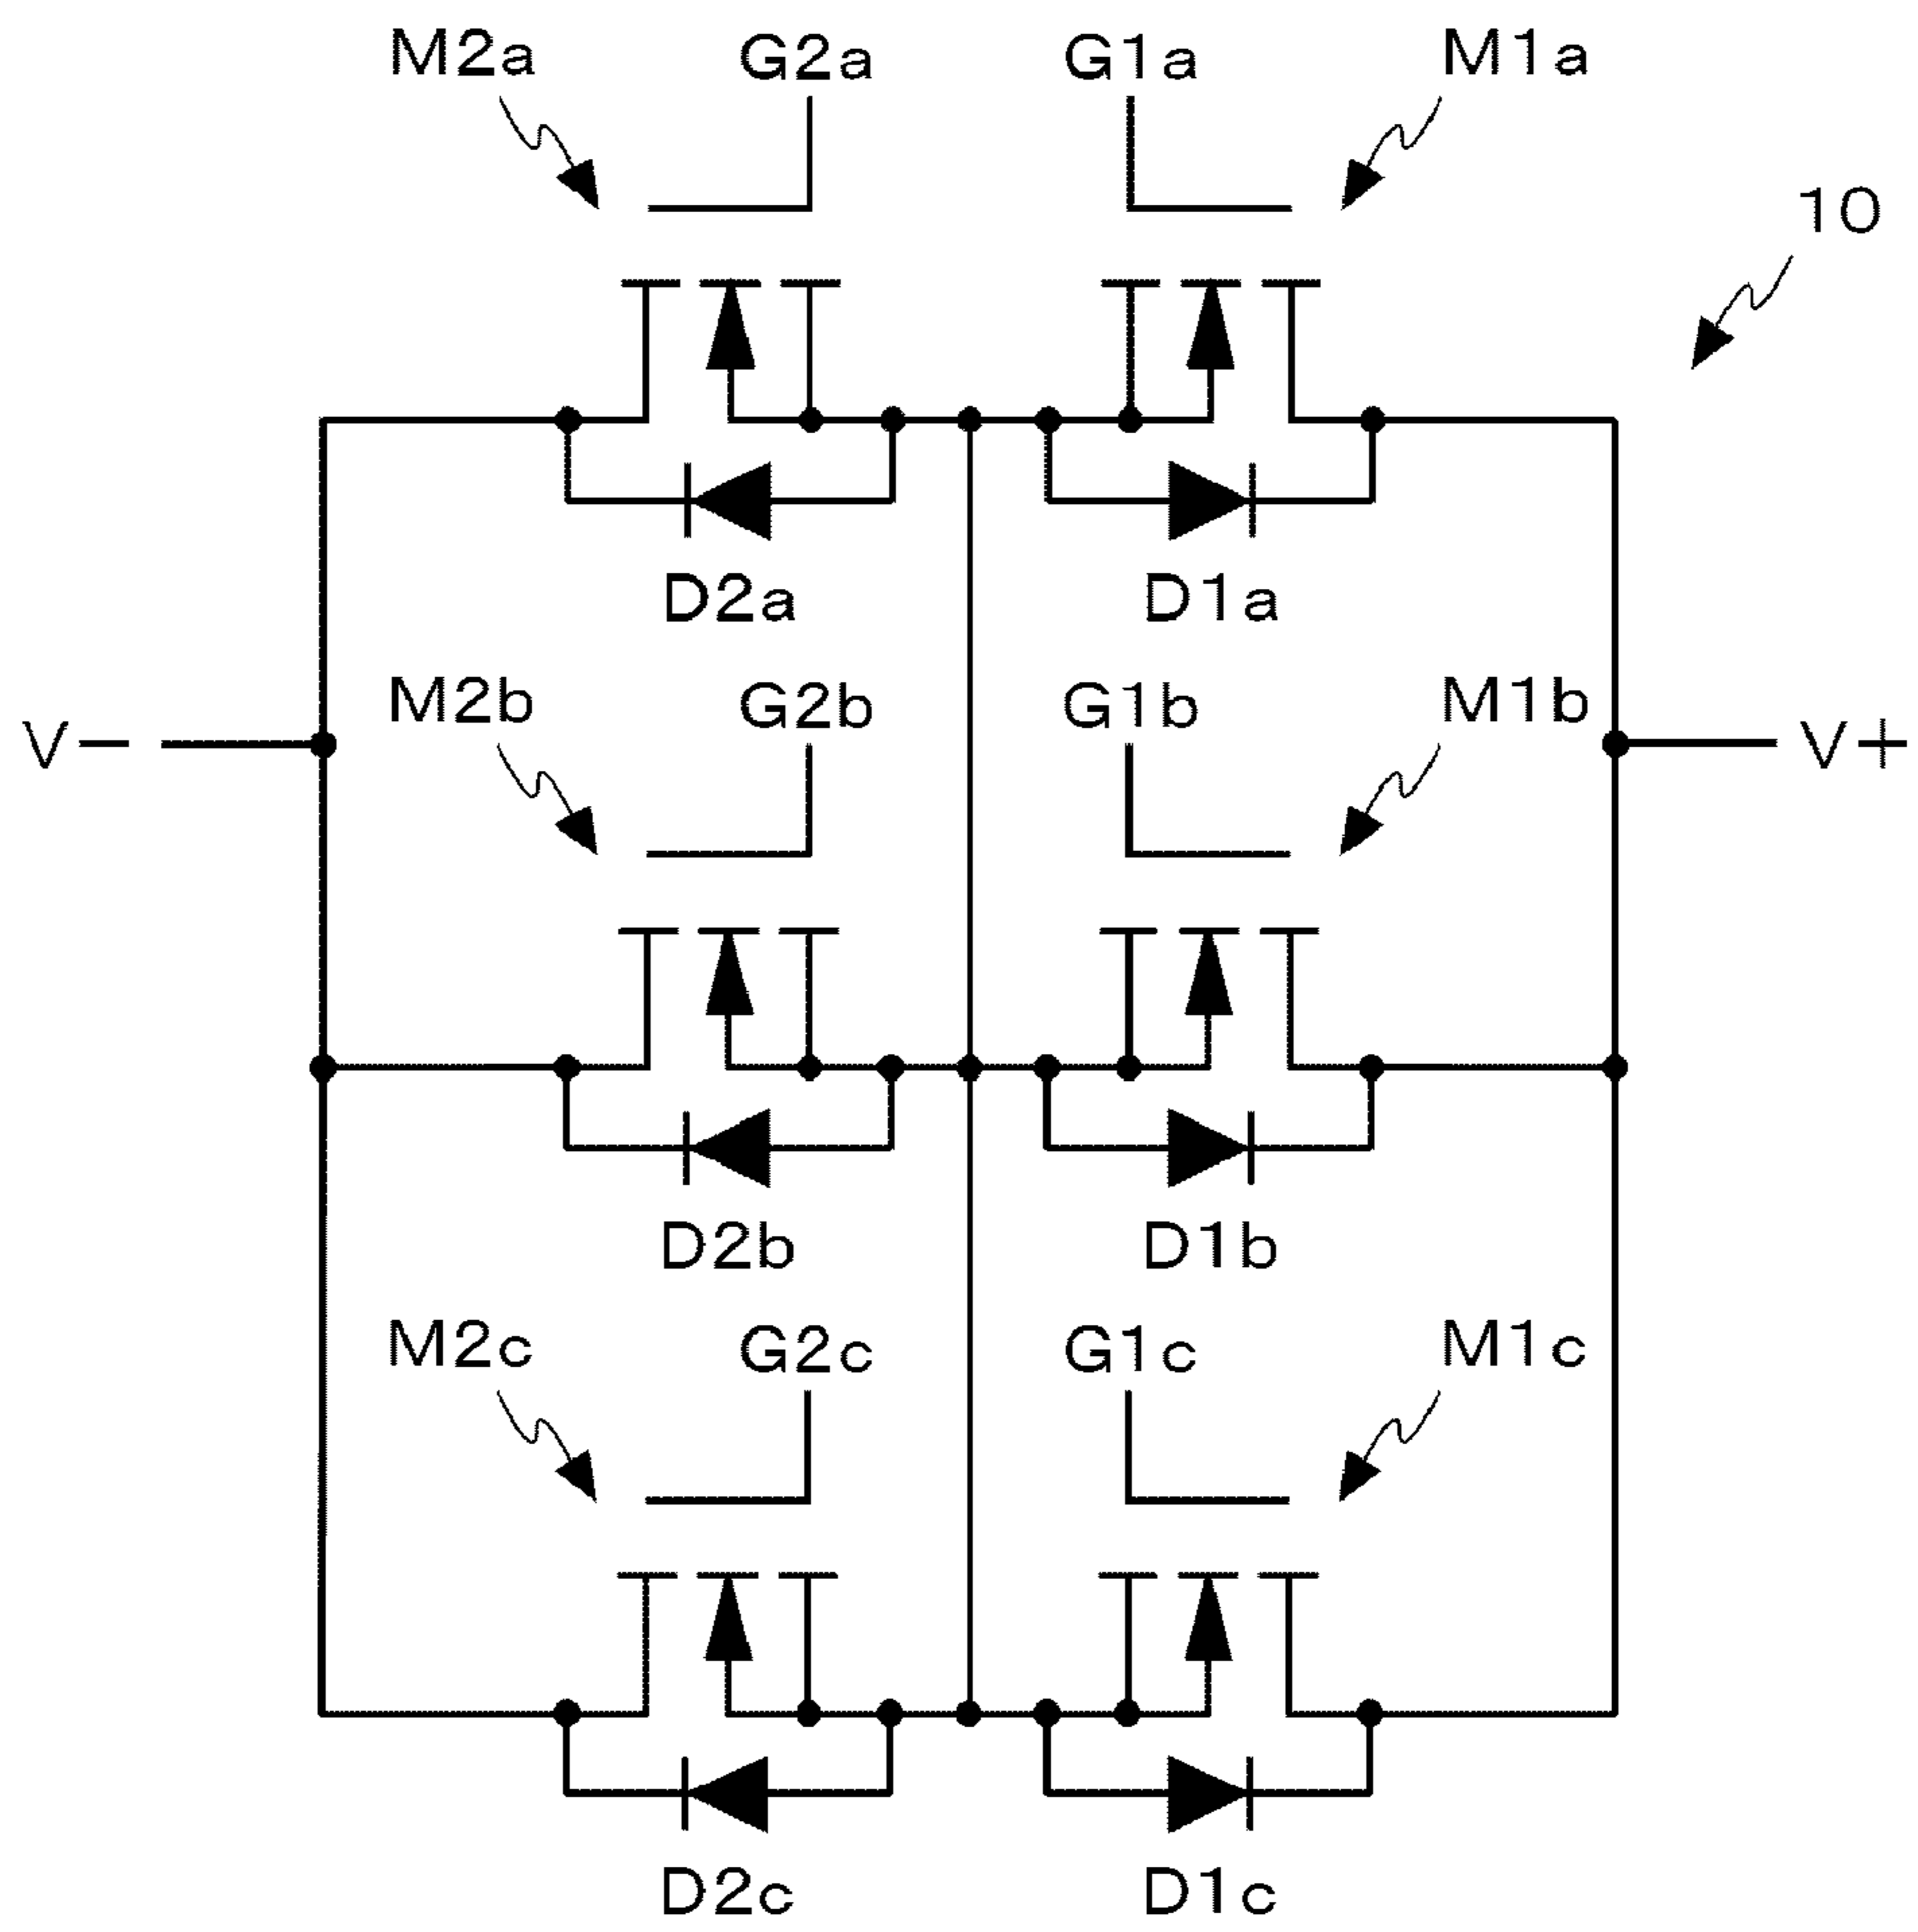 M2a G2a G1a M1a
10
D2a D1a
M2b G2b G1b M1b
V− V+
D2b D1b
M2c G2c G1c M1c
D2c D1c